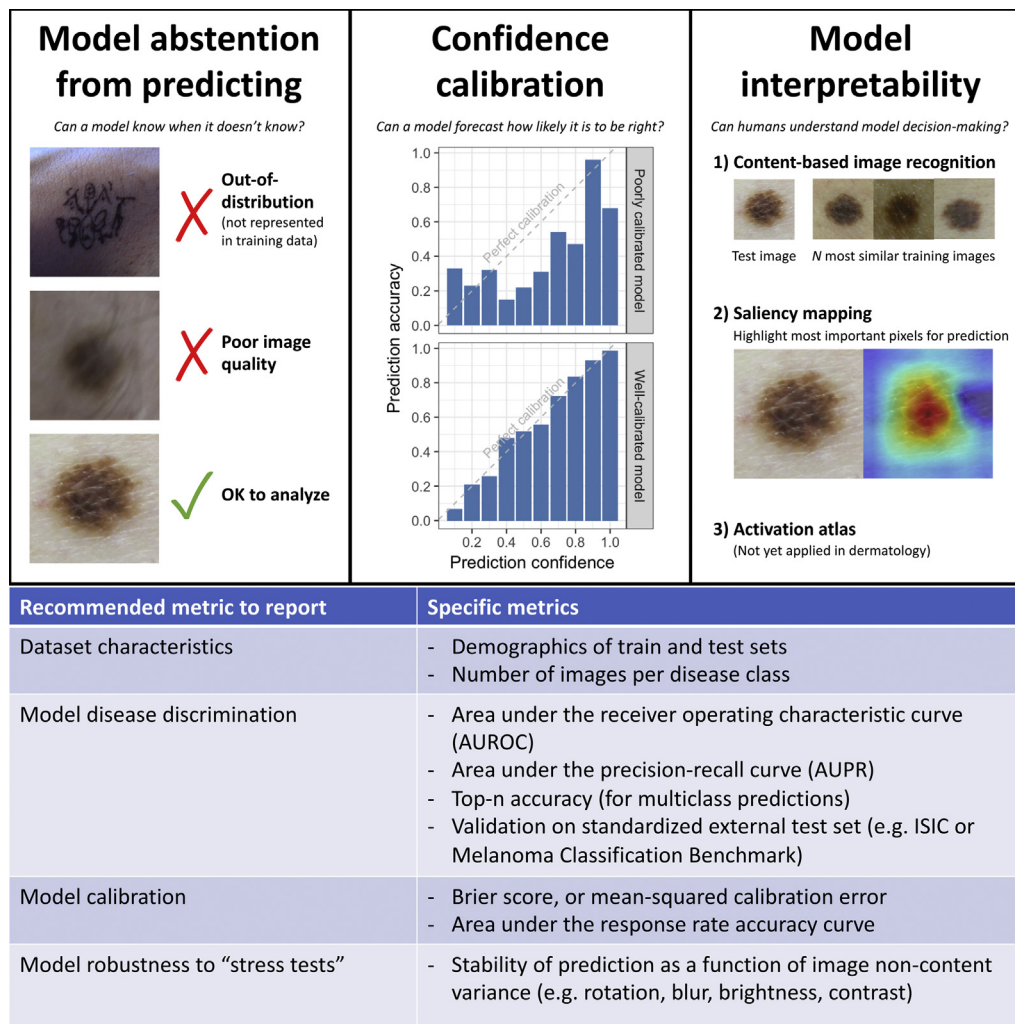 Model abstention
from predicting
Can a model know when it doesn't know?
Out-of-
distribution
(not represented
in training data)
Poor image
quality
OK to analyze
Confidence
calibration
Can a model forecast how likely it is to be right?
Prediction accuracy
1.0
0.8
0.6
0.4
0.2
0.0
Perfect calibration
Poorly calibrated model
1.0
0.8
0.6
0.4
0.2
0.0
Perfect calibration
Well-calibrated model
0.2 0.4 0.6 0.8 1.0
Prediction confidence
Model
interpretability
Can humans understand model decision-making?
1) Content-based image recognition
Test image
N most similar training images
2) Saliency mapping
Highlight most important pixels for prediction
3) Activation atlas
(Not yet applied in dermatology)
Recommended metric to report
Specific metrics
Dataset characteristics
- Demographics of train and test sets
- Number of images per disease class
Model disease discrimination
- Area under the receiver operating characteristic curve
(AUROC)
- Area under the precision-recall curve (AUPR)
- Top-n accuracy (for multiclass predictions)
- Validation on standardized external test set (e.g. ISIC or
Melanoma Classification Benchmark)
Model calibration
- Brier score, or mean-squared calibration error
- Area under the response rate accuracy curve
Model robustness to “stress tests”
- Stability of prediction as a function of image non-content
variance (e.g. rotation, blur, brightness, contrast)